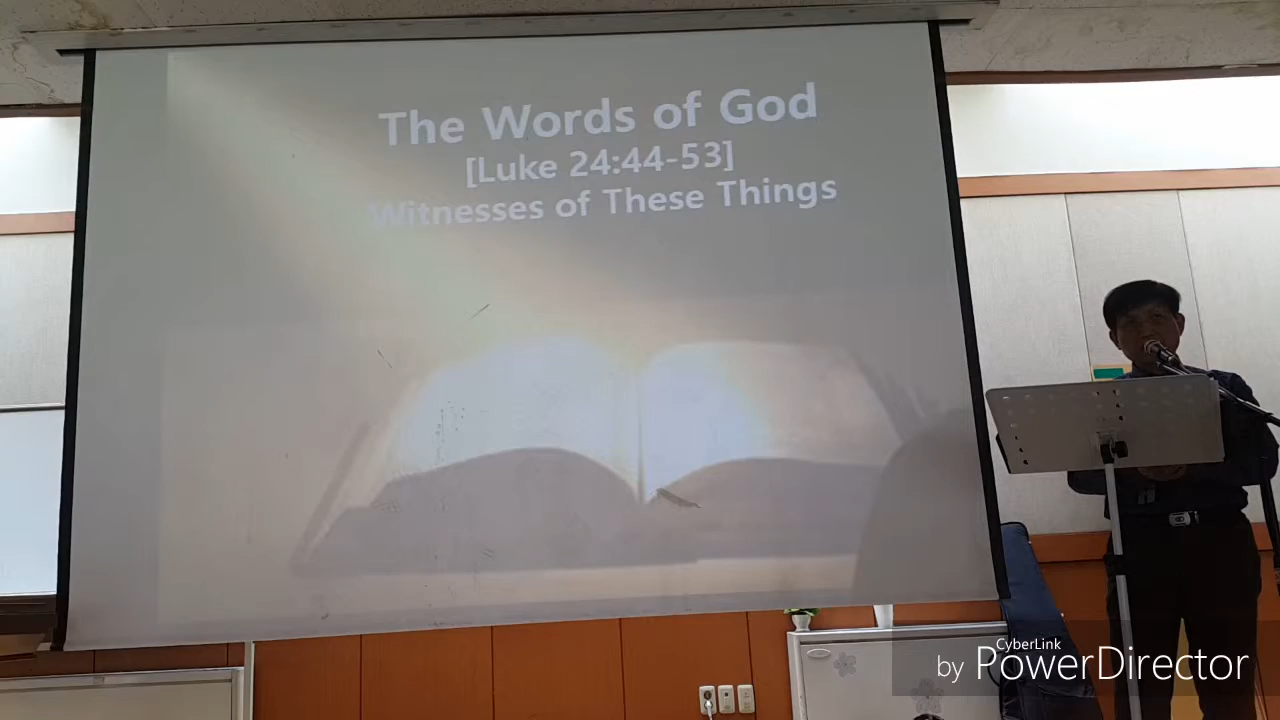 The Words of God
[Luke 24:44-53]
Witnesses of These Things
CyberLink
by PowerDirector